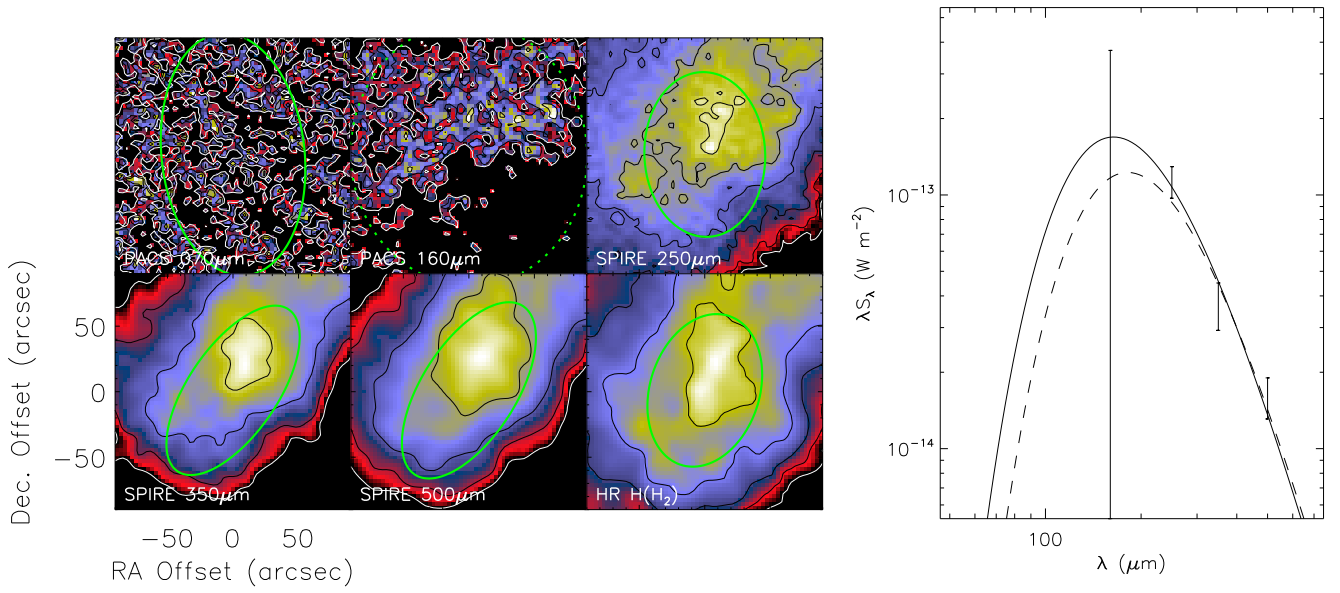 PACS 070μm
PACS 160μm
SPIRE 250μm
SPIRE 350μm
SPIRE 500μm
HR H(H₂)
Dec. Offset (arcsec)
50
0
−50
−50 0 50
RA Offset (arcsec)
λSλ (W m⁻²)
10⁻¹³
10⁻¹⁴
100
λ (μm)